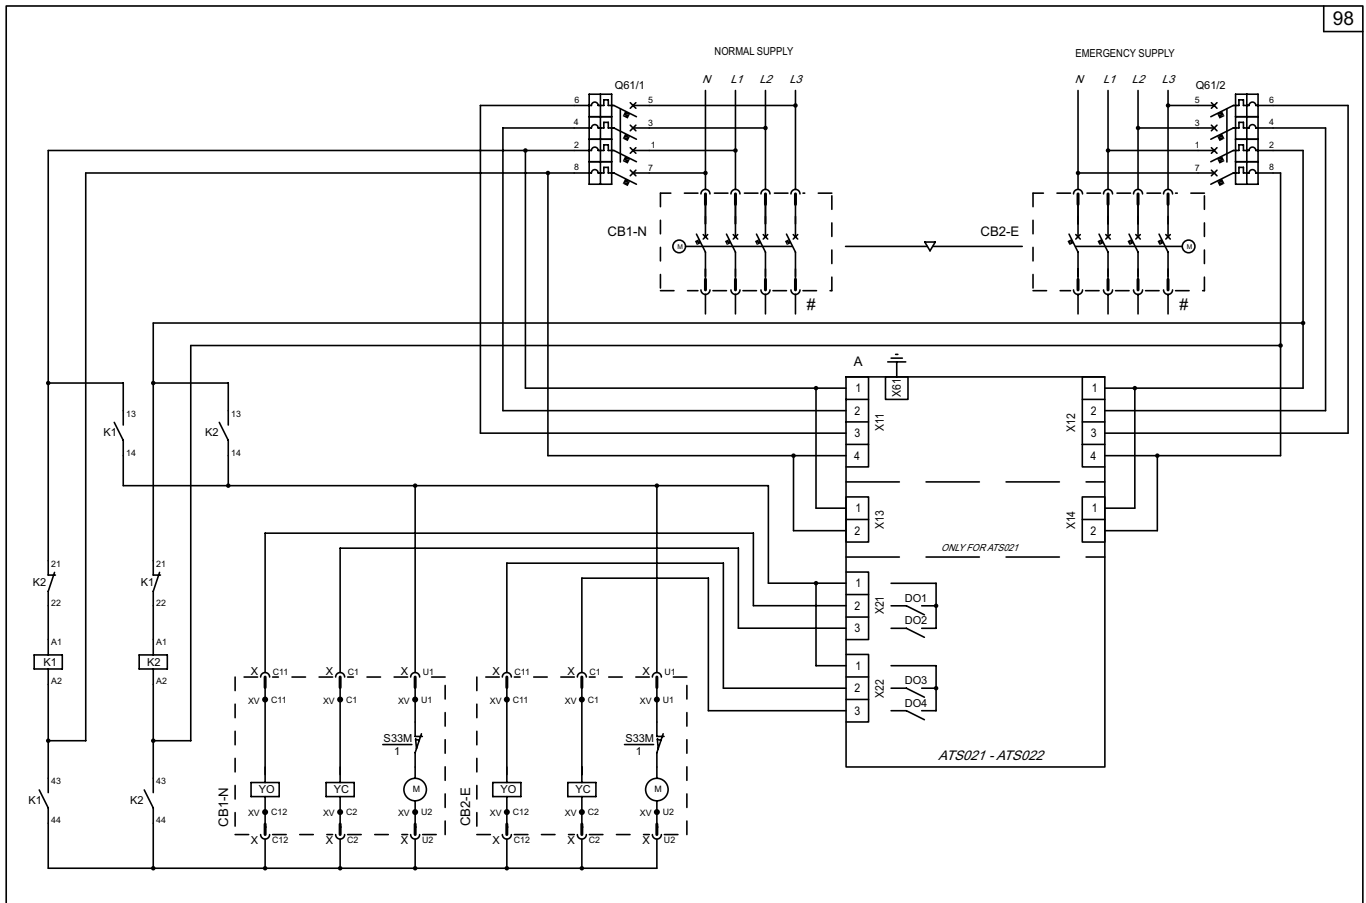 98
NORMAL SUPPLY
EMERGENCY SUPPLY
N L1 L2 L3
N L1 L2 L3
Q61/1
Q61/2
6 5
4 3
2 1
8 7
5 6
3 4
1 2
7 8
CB1-N
M
#
CB2-E
M
#
A
X61
X11
1
2
3
4
X12
1
2
3
4
X13
1
2
X14
1
2
ONLY FOR ATS021
X21
1
2
3
DO1
DO2
X22
1
2
3
DO3
DO4
ATS021 - ATS022
13
K1
14
13
K2
14
21
K2
22
21
K1
22
A1
K1
A2
A1
K2
A2
43
K1
44
43
K2
44
CB1-N
X C11
X C1
X U1
XV C11
XV C1
XV U1
S33M
1
YO
YC
M
XV C12
XV C2
XV U2
X C12
X C2
X U2
CB2-E
X C11
X C1
X U1
XV C11
XV C1
XV U1
S33M
1
YO
YC
M
XV C12
XV C2
XV U2
X C12
X C2
X U2